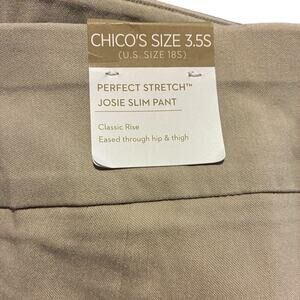 CHICO'S SIZE 3.5S
(U.S. SIZE 18S)
PERFECT STRETCH™
JOSIE SLIM PANT
Classic Rise
Eased through hip & thigh